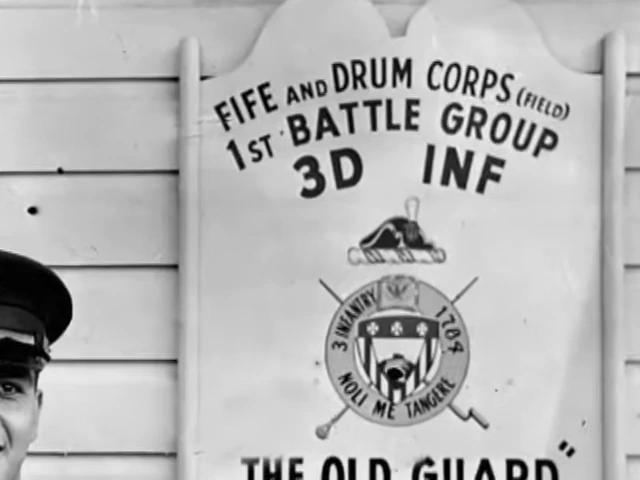 FIFE AND DRUM CORPS (FIELD)
1ST BATTLE GROUP
3D INF
3 INFANTRY 1784
NOLI ME TANGERE
THE OLD GUARD"